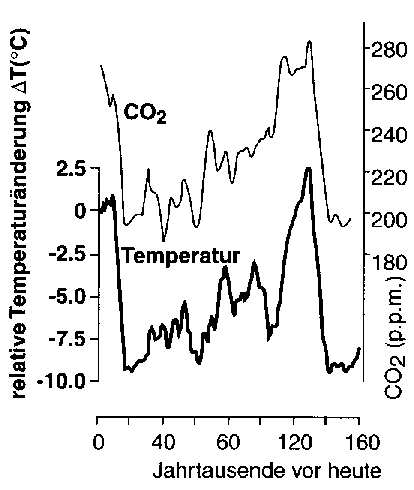 relative Temperaturänderung ΔT(°C)
2.5
0
-2.5
-5.0
-7.5
-10.0
CO₂
Temperatur
280
260
240
220
200
180
CO₂ (p.p.m.)
0 40 60 120 160
Jahrtausende vor heute